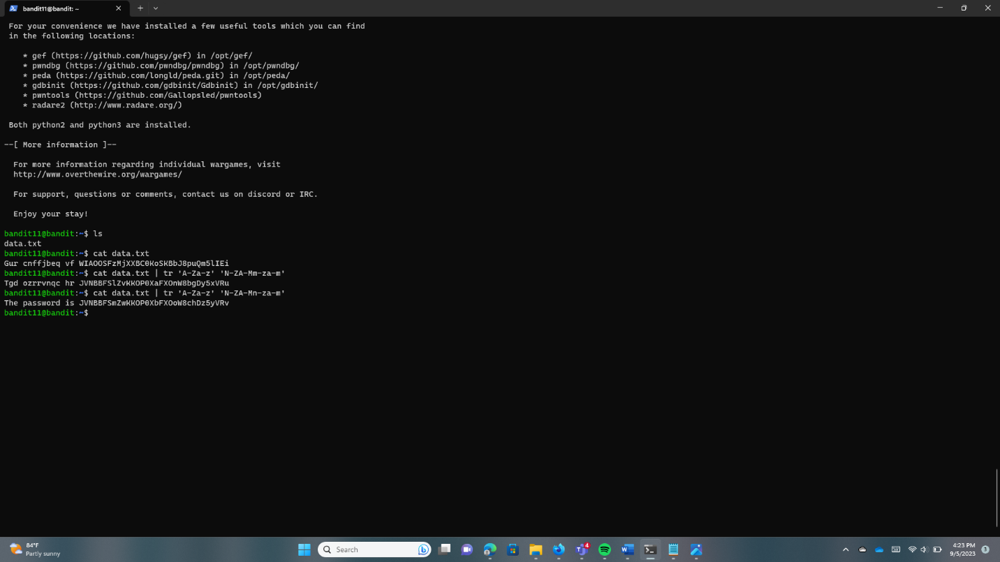 bandit11@bandit: ~
For your convenience we have installed a few useful tools which you can find
in the following locations:
* gef (https://github.com/hugsy/gef) in /opt/gef/
* pwndbg (https://github.com/pwndbg/pwndbg) in /opt/pwndbg/
* peda (https://github.com/longld/peda.git) in /opt/peda/
* gdbinit (https://github.com/gdbinit/Gdbinit) in /opt/gdbinit/
* pwntools (https://github.com/Gallopsled/pwntools)
* radare2 (http://www.radare.org/)
Both python2 and python3 are installed.
--[ More information ]--
For more information regarding individual wargames, visit
http://www.overthewire.org/wargames/
For support, questions or comments, contact us on discord or IRC.
Enjoy your stay!
bandit11@bandit:~$ ls
data.txt
bandit11@bandit:~$ cat data.txt
Gur cnffjbeq vf WIAOOSFzMjXXBC0KoSKBbJ8puQm5lIEi
bandit11@bandit:~$ cat data.txt | tr 'A-Za-z' 'N-ZA-Mm-za-m'
Tgd ozrrvnqc hr JVNBBFSlZvKKOP0XaFXOnW8bgDy5xVRu
bandit11@bandit:~$ cat data.txt | tr 'A-Za-z' 'N-ZA-Mn-za-m'
The password is JVNBBFSmZwKKOP0XbFXOoW8chDz5yVRv
bandit11@bandit:~$
84°F
Partly sunny
Search
4
4:23 PM
9/5/2023
3